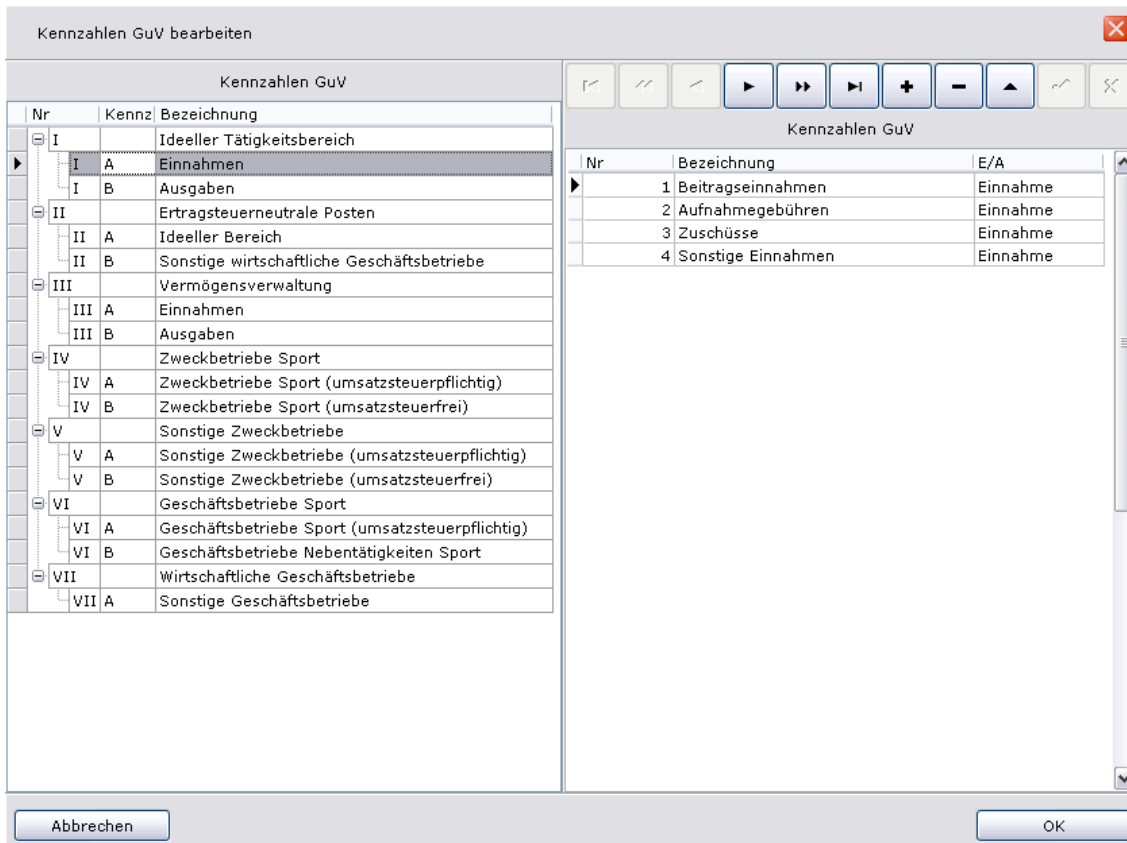 Kennzahlen GuV bearbeiten
Kennzahlen GuV
Nr Kennz Bezeichnung
I Ideeller Tätigkeitsbereich
I A Einnahmen
I B Ausgaben
II Ertragsteuerneutrale Posten
II A Ideeller Bereich
II B Sonstige wirtschaftliche Geschäftsbetriebe
III Vermögensverwaltung
III A Einnahmen
III B Ausgaben
IV Zweckbetriebe Sport
IV A Zweckbetriebe Sport (umsatzsteuerpflichtig)
IV B Zweckbetriebe Sport (umsatzsteuerfrei)
V Sonstige Zweckbetriebe
V A Sonstige Zweckbetriebe (umsatzsteuerpflichtig)
V B Sonstige Zweckbetriebe (umsatzsteuerfrei)
VI Geschäftsbetriebe Sport
VI A Geschäftsbetriebe Sport (umsatzsteuerpflichtig)
VI B Geschäftsbetriebe Nebentätigkeiten Sport
VII Wirtschaftliche Geschäftsbetriebe
VII A Sonstige Geschäftsbetriebe
Kennzahlen GuV
Nr Bezeichnung E/A
1 Beitragseinnahmen Einnahme
2 Aufnahmegebühren Einnahme
3 Zuschüsse Einnahme
4 Sonstige Einnahmen Einnahme
Abbrechen
OK